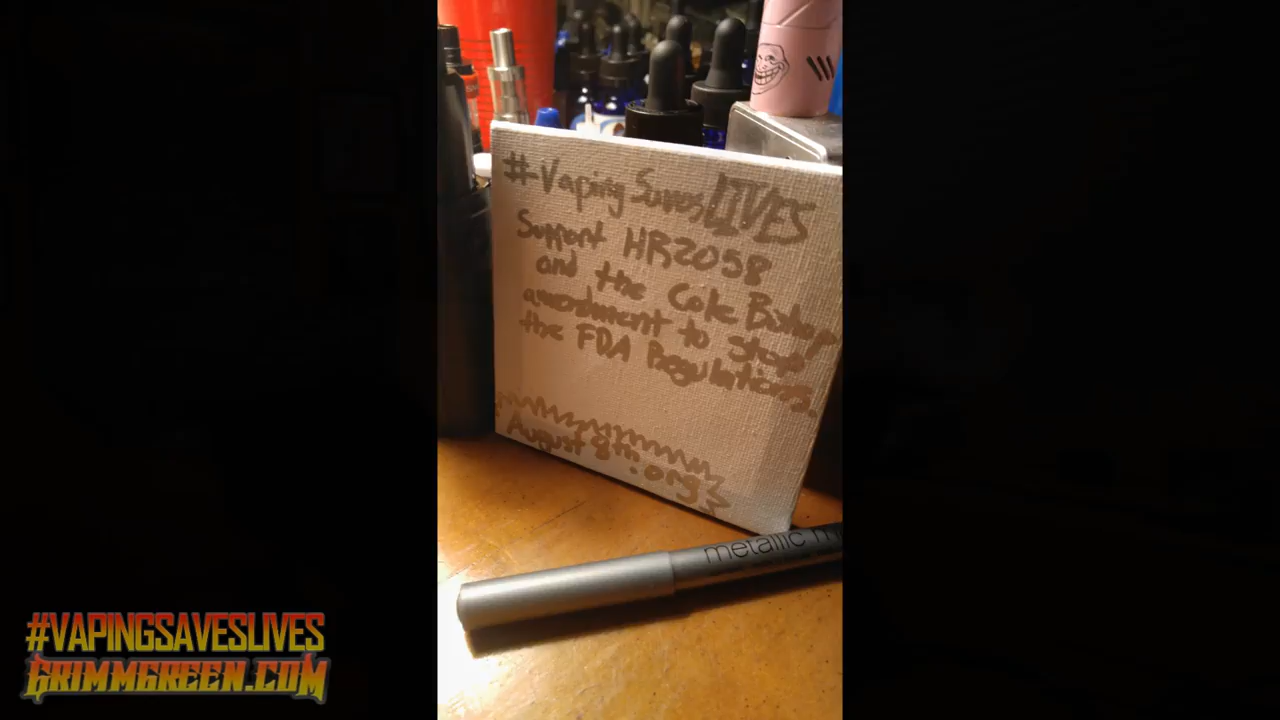 #VapingSavesLIVES
Support HR2058
and the Cole Bishop
amendment to stop!
the FDA Regulations.
August8th
.org
metallic m
#VAPINGSAVESLIVES
GRIMMGREEN.COM